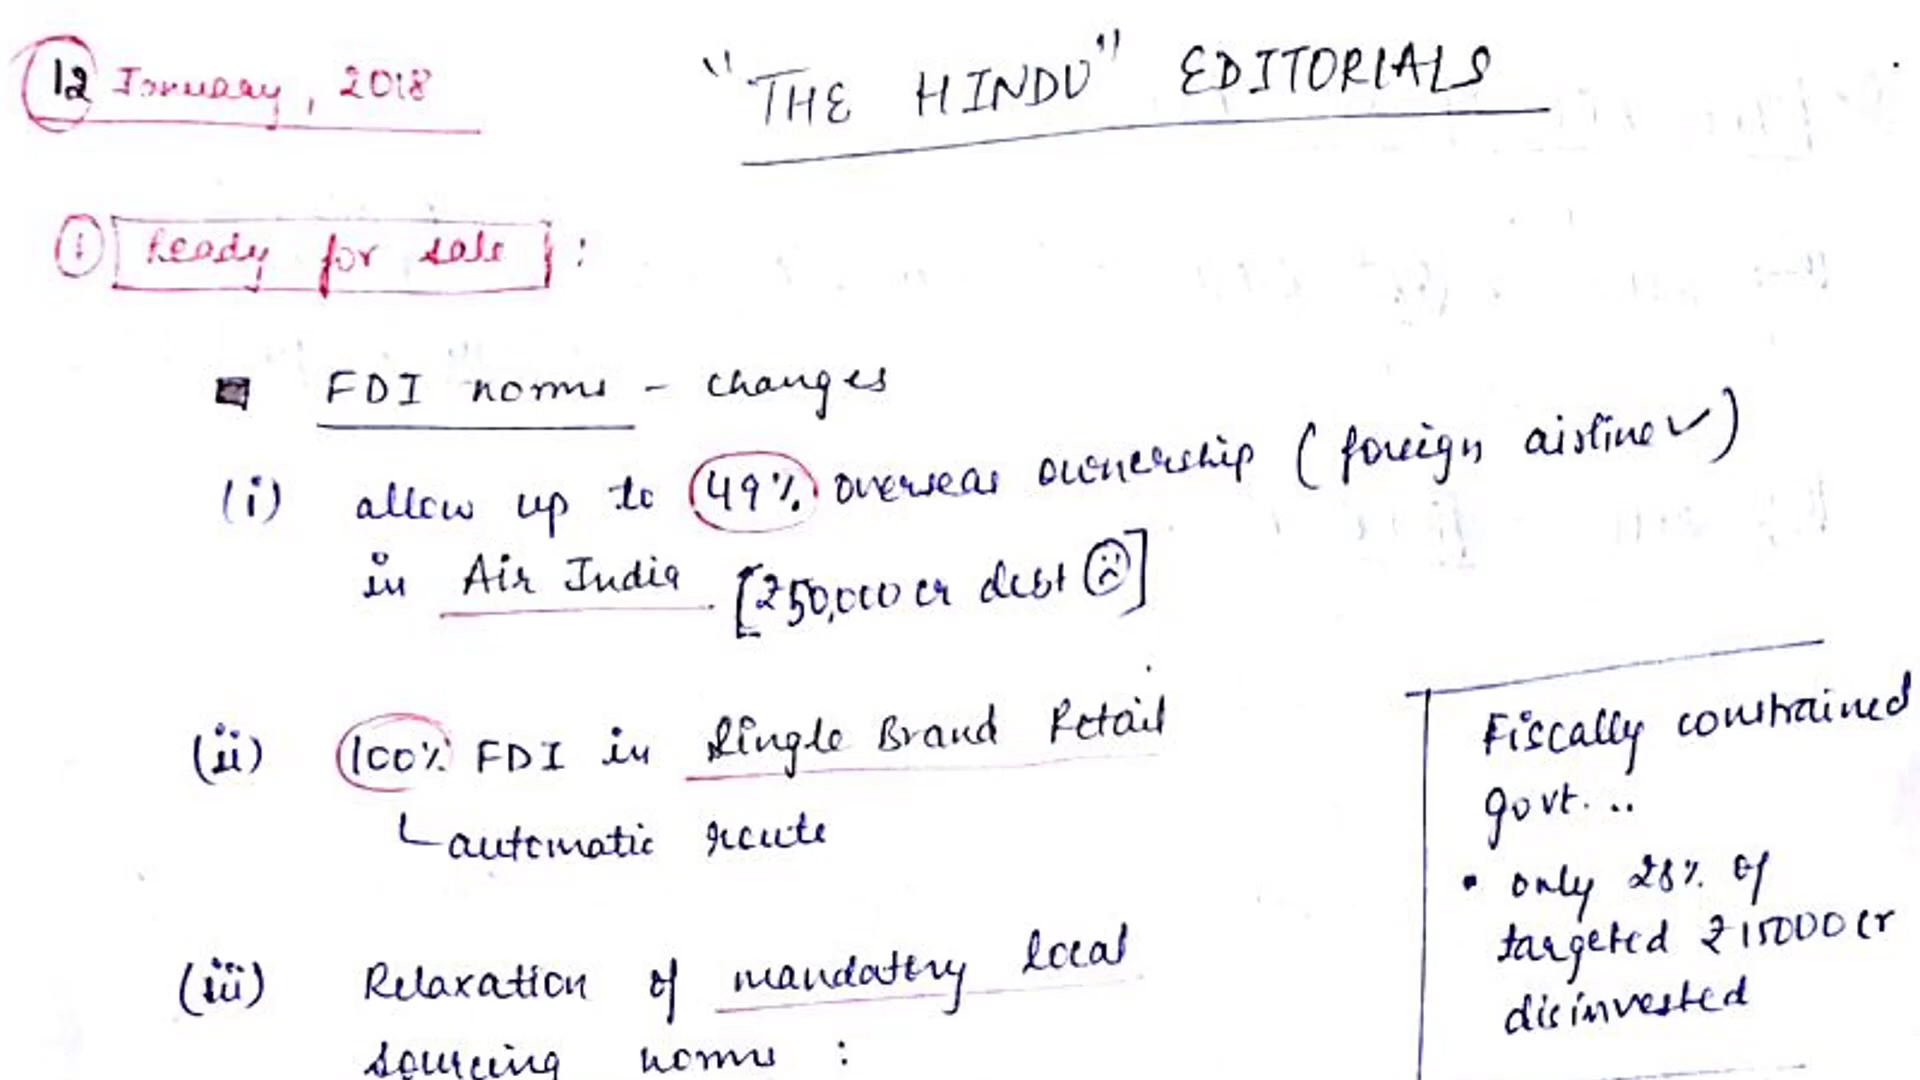 12 January, 2018
"THE HINDU" EDITORIALS
① Ready for sale :
FDI norms - changes
(i) allow up to 49% overseas ownership (foreign airline ✓)
in Air India [₹50,000 cr debt ☹]
(ii) 100% FDI in Single Brand Retail
automatic route
(iii) Relaxation of mandatory local
sourcing norms :
Fiscally constrained
govt...
• only 28% of
targeted ₹15000 cr
disinvested